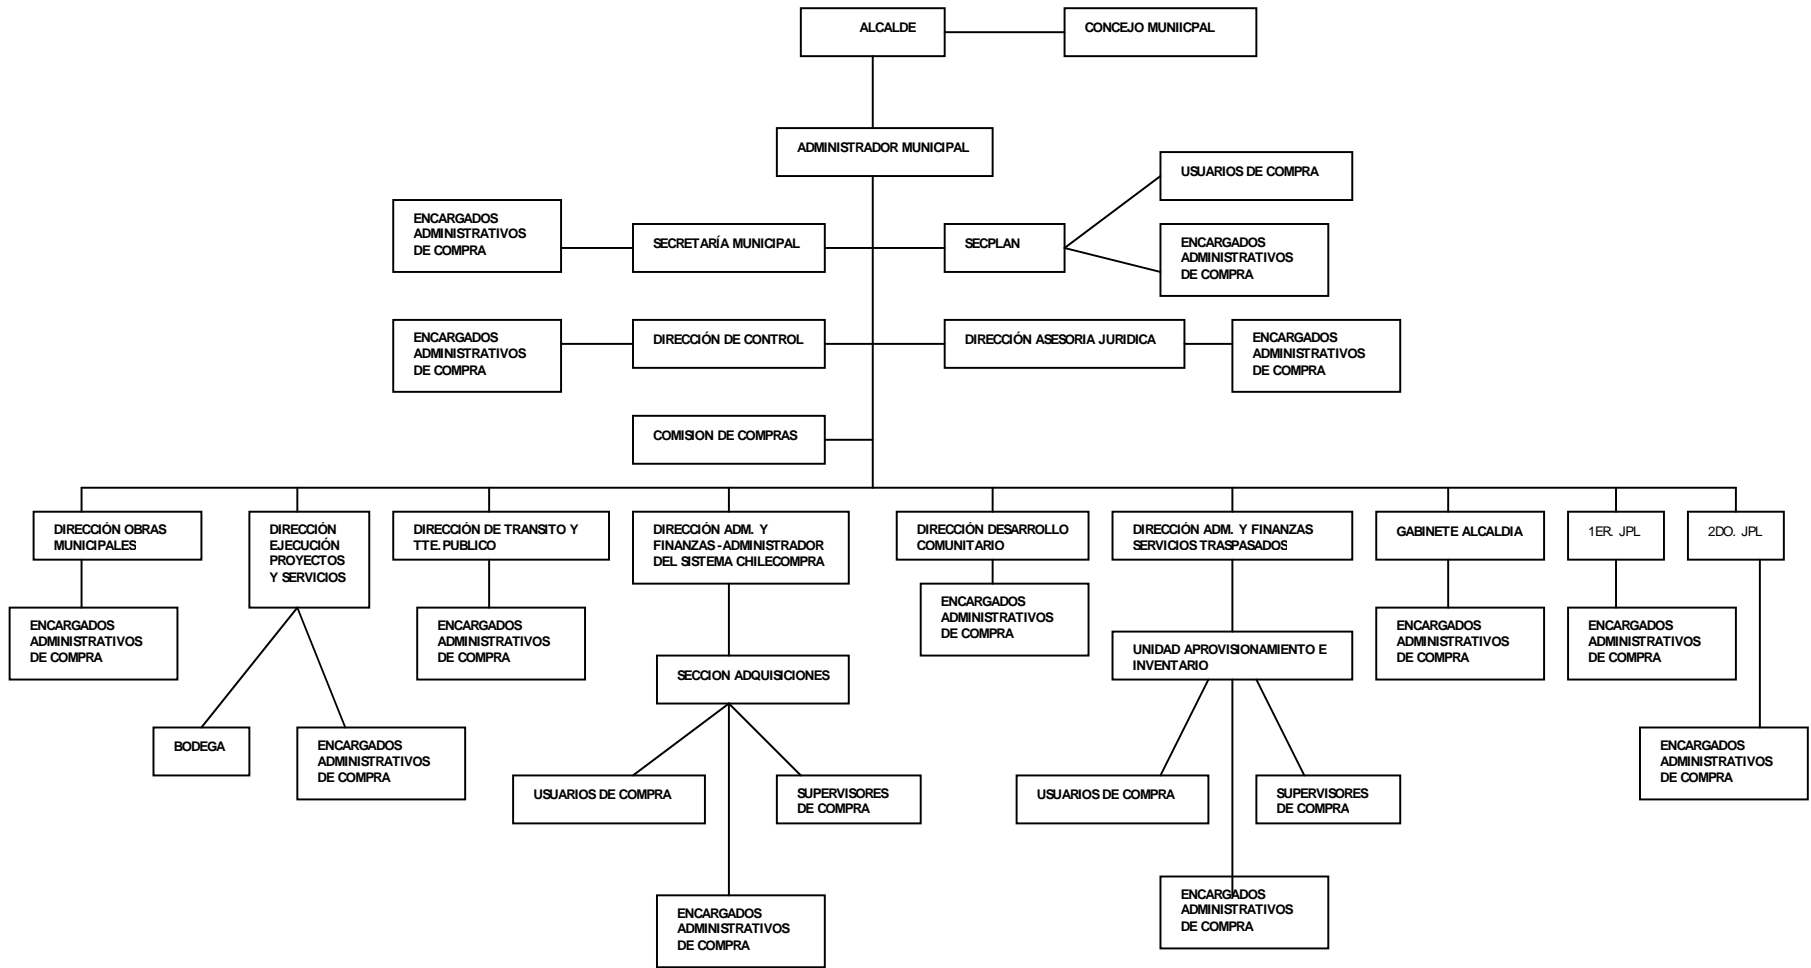 ALCALDE
CONCEJO MUNIICPAL
ADMINISTRADOR MUNICIPAL
USUARIOS DE COMPRA
ENCARGADOS
ADMINISTRATIVOS
DE COMPRA
SECRETARÍA MUNICIPAL
SECPLAN
ENCARGADOS
ADMINISTRATIVOS
DE COMPRA
ENCARGADOS
ADMINISTRATIVOS
DE COMPRA
DIRECCIÓN DE CONTROL
DIRECCIÓN ASESORIA JURIDICA
ENCARGADOS
ADMINISTRATIVOS
DE COMPRA
COMISION DE COMPRAS
DIRECCIÓN OBRAS
MUNICIPALES
DIRECCIÓN
EJECUCIÓN
PROYECTOS
Y SERVICIOS
DIRECCIÓN DE TRANSITO Y
TTE. PUBLICO
DIRECCIÓN ADM. Y
FINANZAS -ADMINISTRADOR
DEL SISTEMA CHILECOMPRA
DIRECCIÓN DESARROLLO
COMUNITARIO
DIRECCIÓN ADM. Y FINANZAS
SERVICIOS TRASPASADOS
GABINETE ALCALDIA
1ER. JPL
2DO. JPL
ENCARGADOS
ADMINISTRATIVOS
DE COMPRA
ENCARGADOS
ADMINISTRATIVOS
DE COMPRA
ENCARGADOS
ADMINISTRATIVOS
DE COMPRA
ENCARGADOS
ADMINISTRATIVOS
DE COMPRA
ENCARGADOS
ADMINISTRATIVOS
DE COMPRA
UNIDAD APROVISIONAMIENTO E
INVENTARIO
SECCION ADQUISICIONES
BODEGA
ENCARGADOS
ADMINISTRATIVOS
DE COMPRA
ENCARGADOS
ADMINISTRATIVOS
DE COMPRA
USUARIOS DE COMPRA
SUPERVISORES
DE COMPRA
USUARIOS DE COMPRA
SUPERVISORES
DE COMPRA
ENCARGADOS
ADMINISTRATIVOS
DE COMPRA
ENCARGADOS
ADMINISTRATIVOS
DE COMPRA